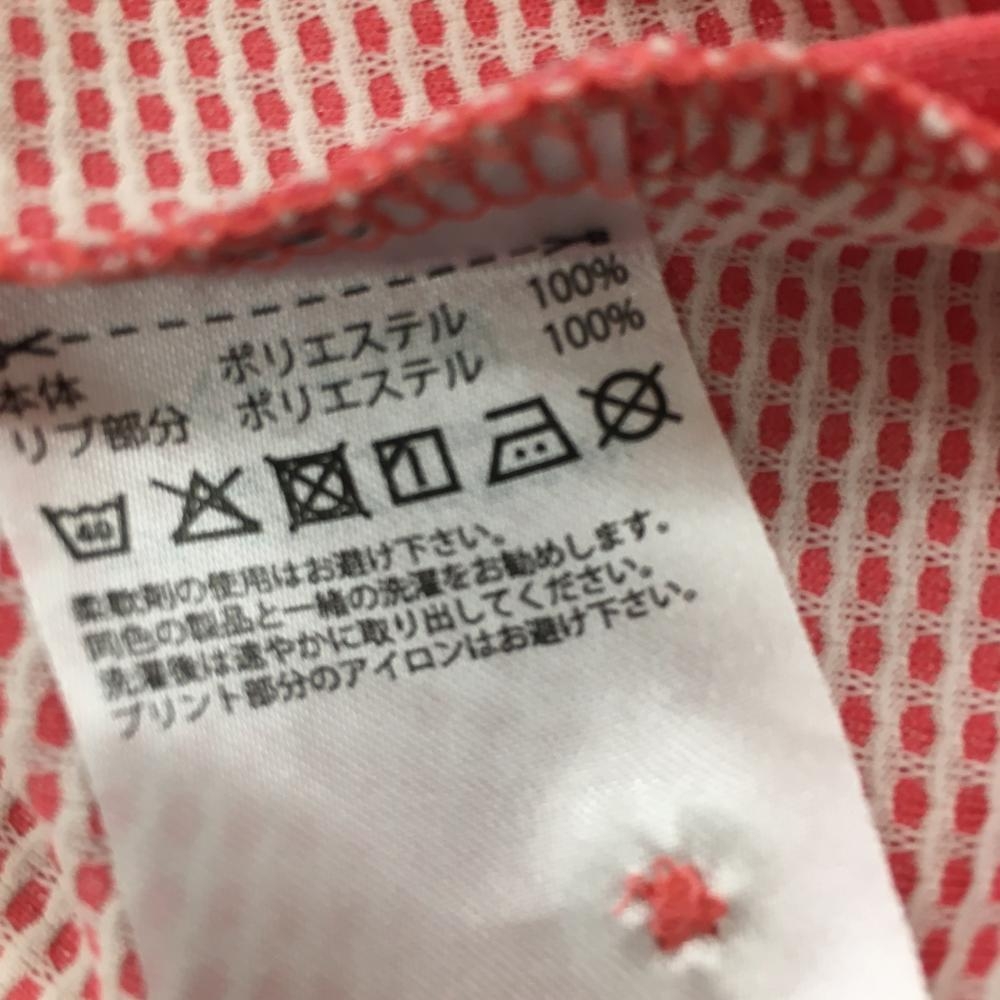 本体 ポリエステル 100%
リブ部分 ポリエステル 100%
40
柔軟剤の使用はお避け下さい。
同色の製品と一緒の洗濯をお勧めします。
洗濯後は速やかに取り出してください。
プリント部分のアイロンはお避け下さい。